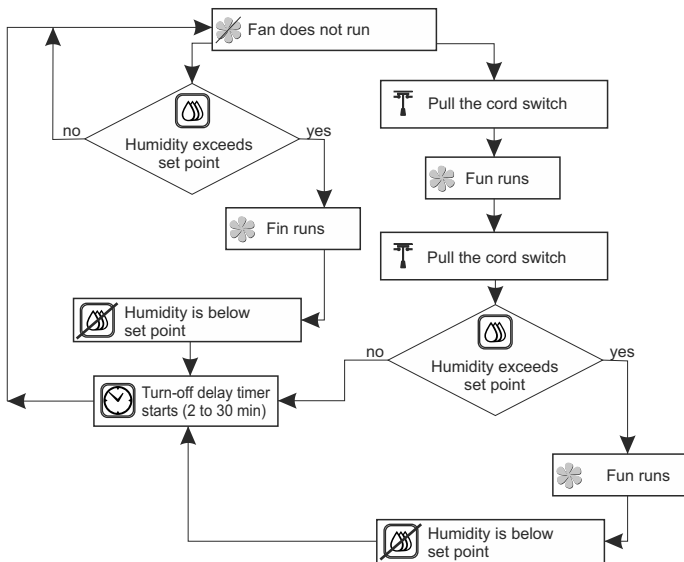 Fan does not run
Pull the cord switch
no
Humidity exceeds
set point
yes
Fun runs
Fin runs
Pull the cord switch
Humidity is below
set point
no
Humidity exceeds
set point
yes
Turn-off delay timer
starts (2 to 30 min)
Fun runs
Humidity is below
set point